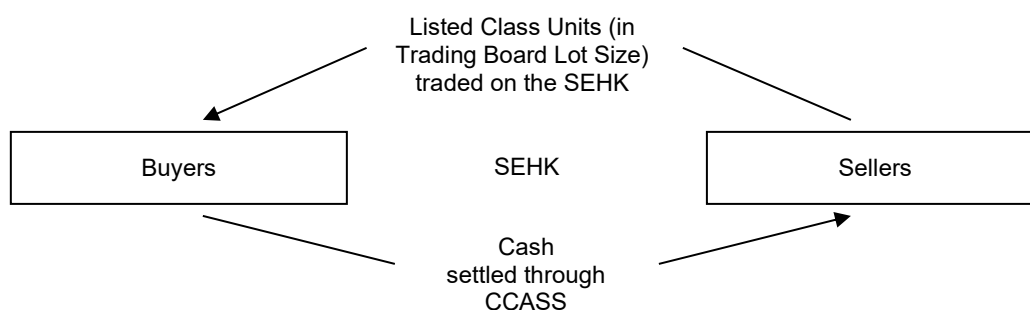 Listed Class Units (in
Trading Board Lot Size)
traded on the SEHK
Buyers
SEHK
Sellers
Cash
settled through
CCASS